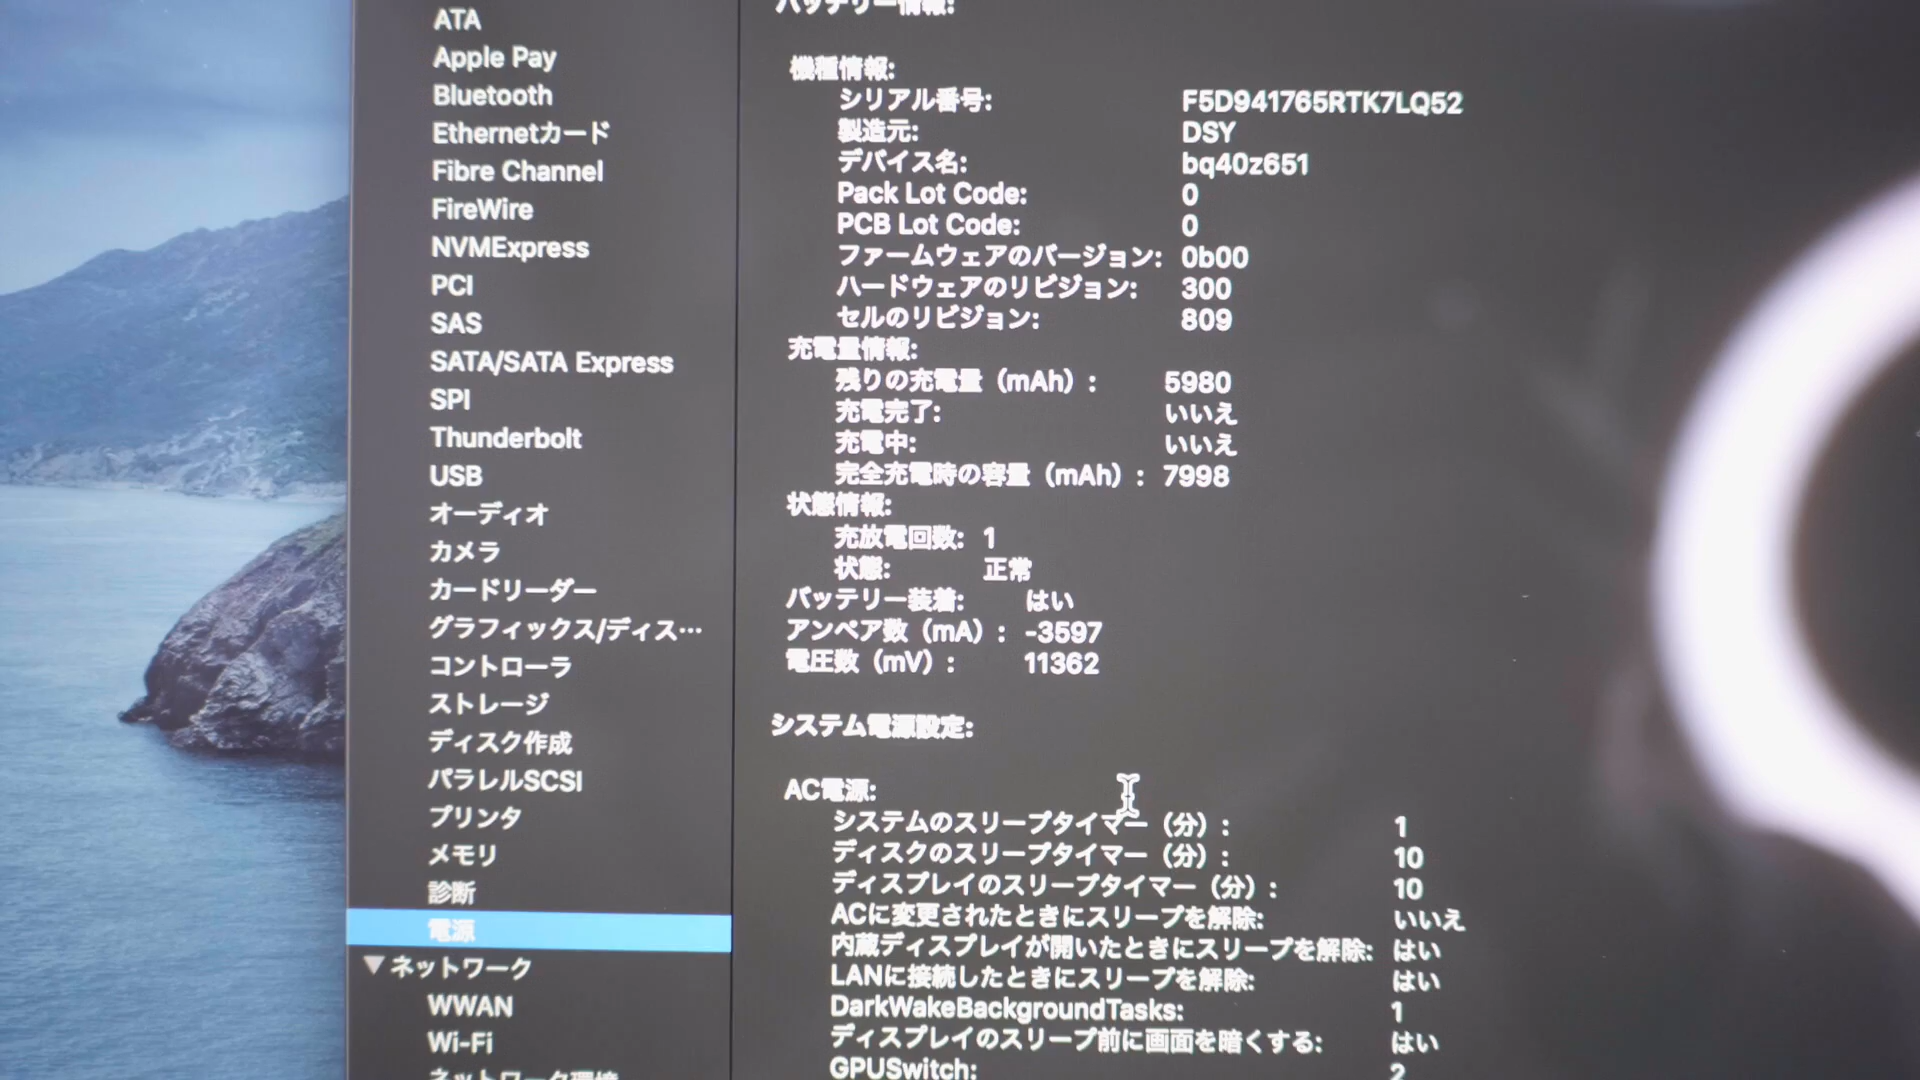 ATA
Apple Pay
Bluetooth
Ethernetカード
Fibre Channel
FireWire
NVMExpress
PCI
SAS
SATA/SATA Express
SPI
Thunderbolt
USB
オーディオ
カメラ
カードリーダー
グラフィックス/ディス…
コントローラ
ストレージ
ディスク作成
パラレルSCSI
プリンタ
メモリ
診断
電源
▼ネットワーク
WWAN
Wi-Fi
ネットワーク環境
バッテリー情報:
機種情報:
シリアル番号: F5D941765RTK7LQ52
製造元: DSY
デバイス名: bq40z651
Pack Lot Code: 0
PCB Lot Code: 0
ファームウェアのバージョン: 0b00
ハードウェアのリビジョン: 300
セルのリビジョン: 809
充電量情報:
残りの充電量（mAh）: 5980
充電完了: いいえ
充電中: いいえ
完全充電時の容量（mAh）: 7998
状態情報:
充放電回数: 1
状態: 正常
バッテリー装着: はい
アンペア数（mA）: -3597
電圧数（mV）: 11362
システム電源設定:
AC電源:
システムのスリープタイマー（分）: 1
ディスクのスリープタイマー（分）: 10
ディスプレイのスリープタイマー（分）: 10
ACに変更されたときにスリープを解除: いいえ
内蔵ディスプレイが開いたときにスリープを解除: はい
LANに接続したときにスリープを解除: はい
DarkWakeBackgroundTasks: 1
ディスプレイのスリープ前に画面を暗くする: はい
GPUSwitch: 2